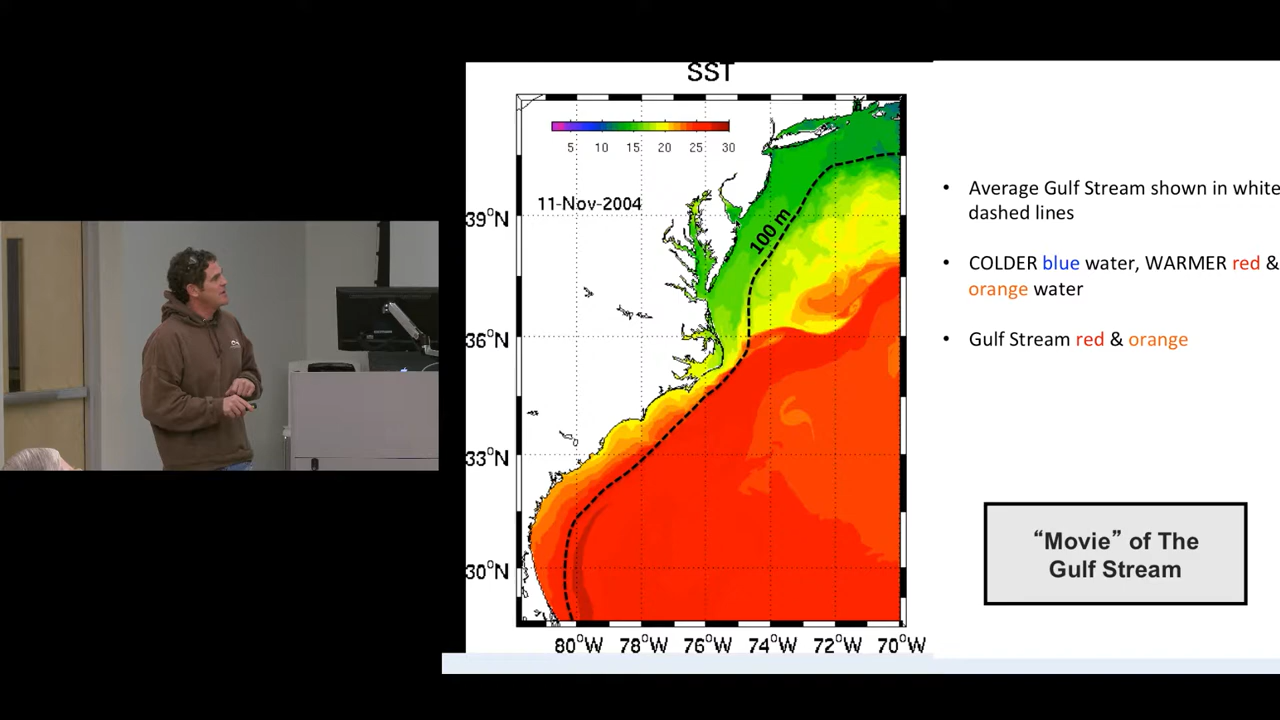 SST
5 10 15 20 25 30
11-Nov-2004
39°N
100 m
36°N
33°N
30°N
80°W 78°W 76°W 74°W 72°W 70°W
• Average Gulf Stream shown in white
dashed lines
• COLDER blue water, WARMER red &
orange water
• Gulf Stream red & orange
“Movie” of The
Gulf Stream